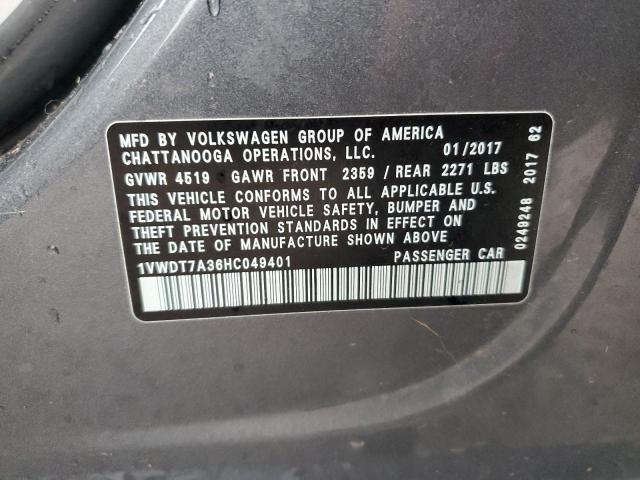 MFD BY VOLKSWAGEN GROUP OF AMERICA
CHATTANOOGA OPERATIONS, LLC. 01/2017
GVWR 4519 GAWR FRONT 2359 / REAR 2271 LBS
THIS VEHICLE CONFORMS TO ALL APPLICABLE U.S.
FEDERAL MOTOR VEHICLE SAFETY, BUMPER AND
THEFT PREVENTION STANDARDS IN EFFECT ON
THE DATE OF MANUFACTURE SHOWN ABOVE
1VWDT7A36HC049401 PASSENGER CAR
0249248 2017 62